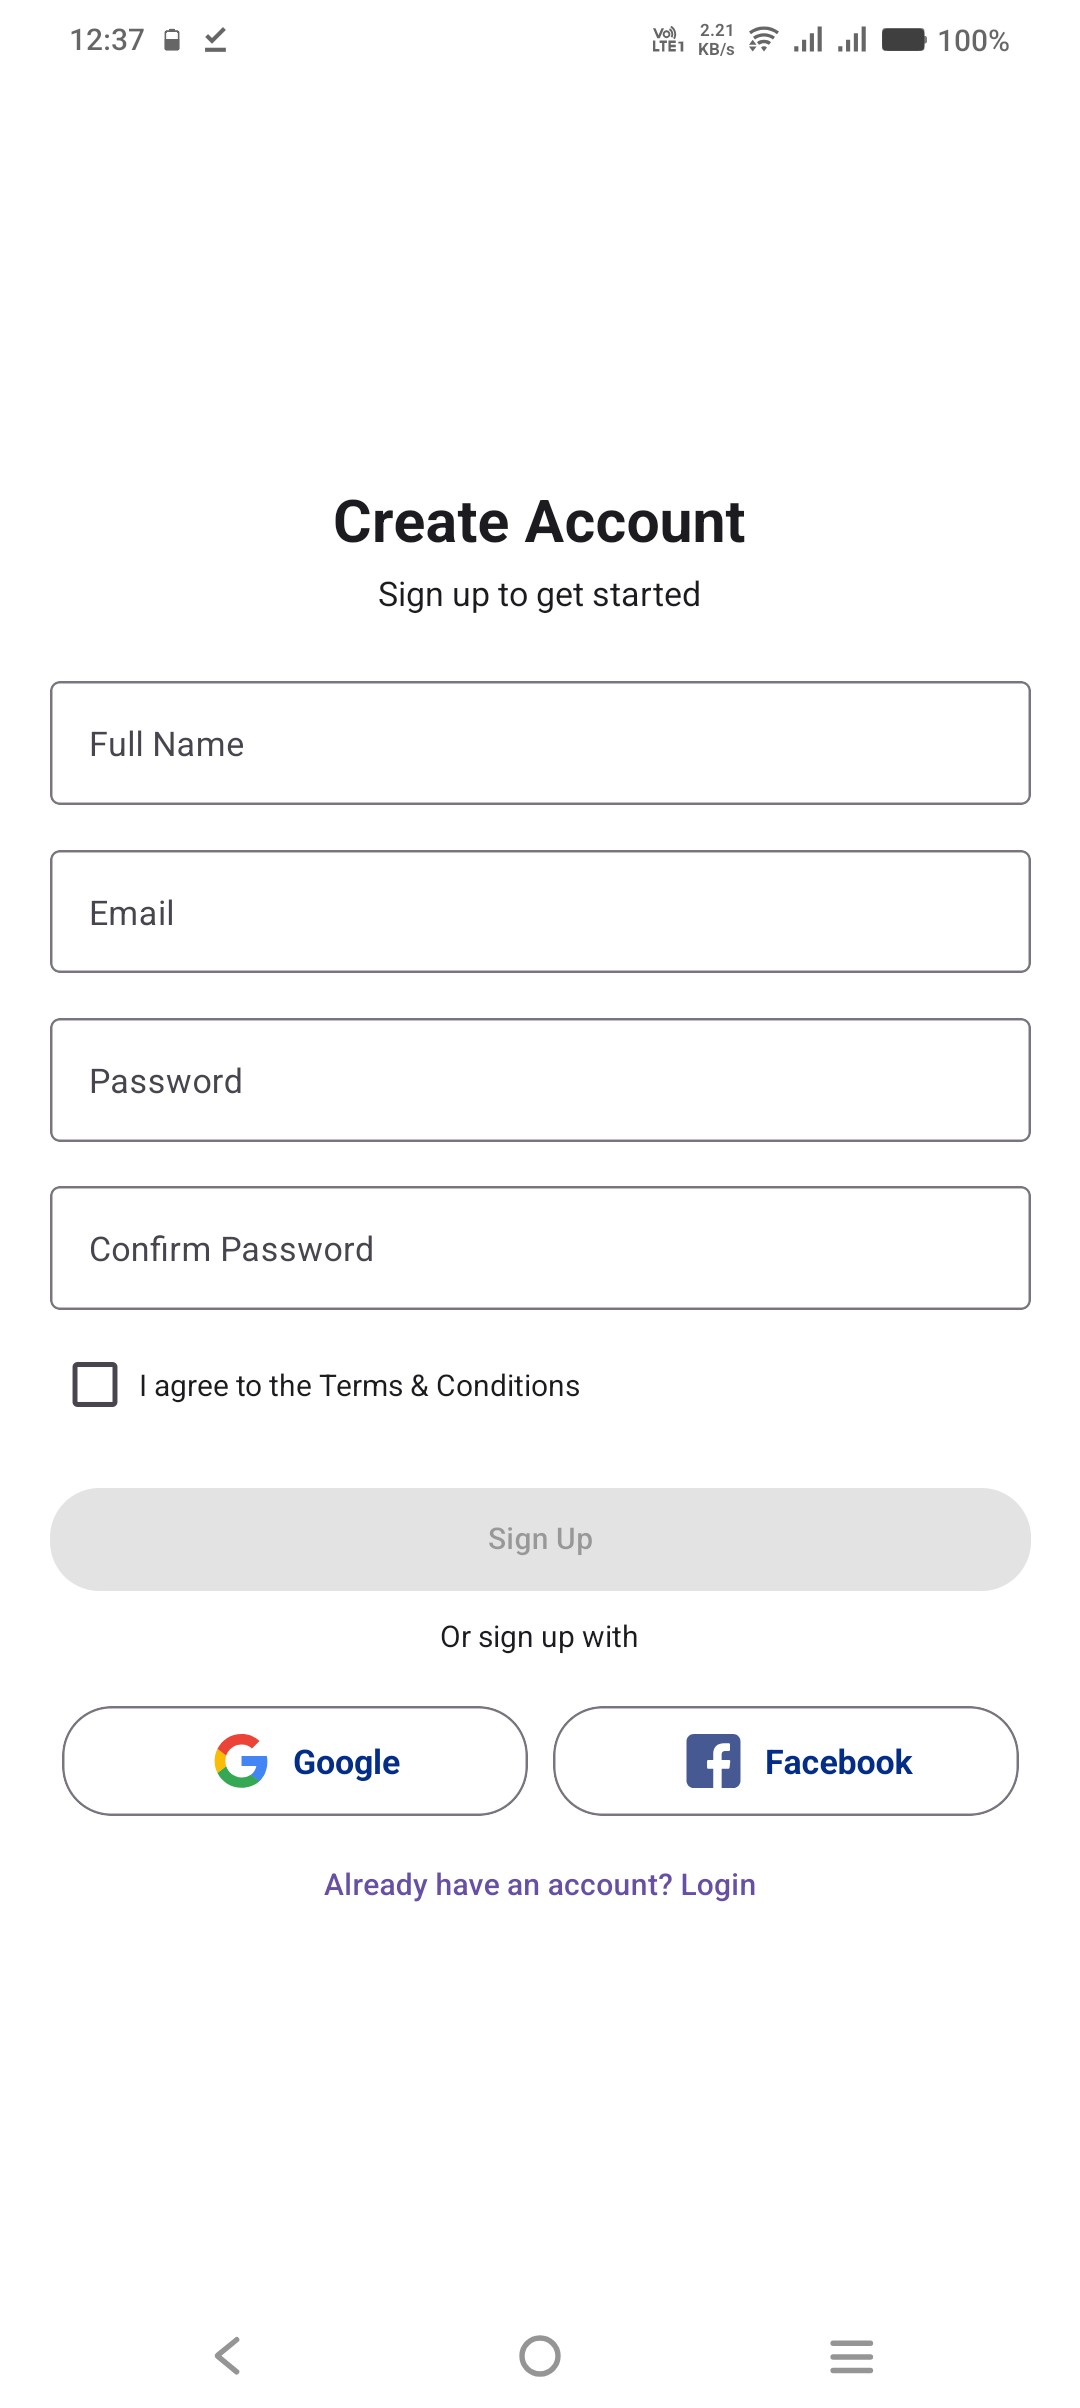 12:37 Vo)) LTE1 2.21 KB/s 100%
Create Account
Sign up to get started
Full Name
Email
Password
Confirm Password
I agree to the Terms & Conditions
Sign Up
Or sign up with
Google Facebook
Already have an account? Login